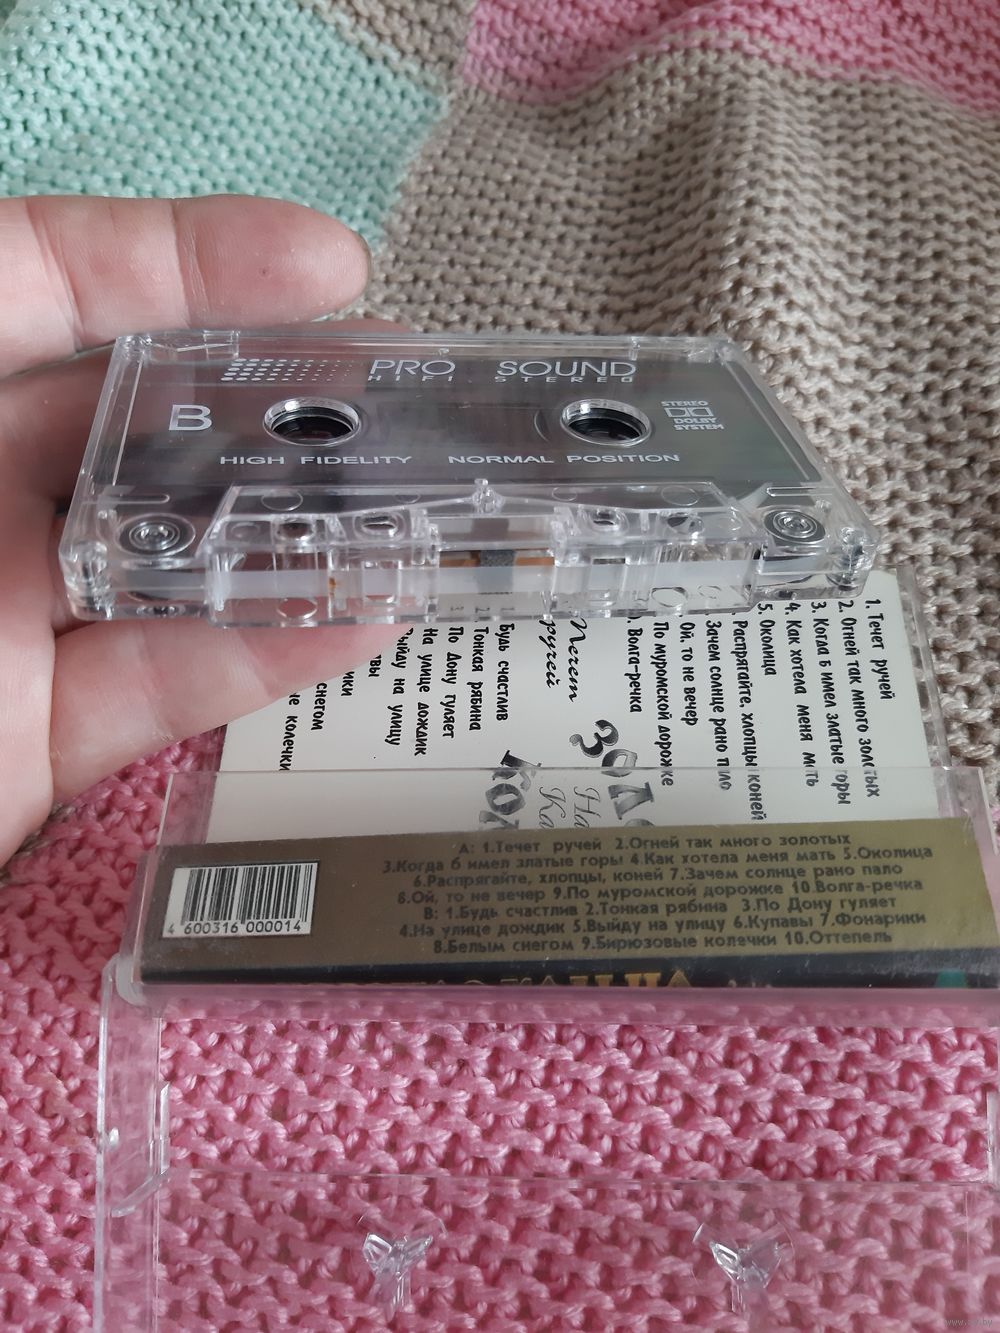 PRO SOUND
HIFI STEREO
B
STEREO
DOLBY
SYSTEM
HIGH FIDELITY NORMAL POSITION
1. Течет ручей
2. Огней так много золотых
3. Когда б имел златые горы
4. Как хотела меня мать
5. Околица
Распрягайте, хлопцы коней
Зачем солнце рано пало
Ой, то не вечер
По муромской дорожке
Волга-речка
Течет
ручей
Будь счастлив
2. Тонкая рябина
3. По Дону гуляет
На улице дождик
Выйду на улицу
снегом
колечки
А: 1.Течет ручей 2.Огней так много золотых
3.Когда б имел златые горы 4.Как хотела меня мать 5.Околица
6.Распрягайте, хлопцы, коней 7.Зачем солнце рано пало
8.Ой, то не вечер 9.По муромской дорожке 10.Волга-речка
В: 1.Будь счастлив 2.Тонкая рябина 3.По Дону гуляет
4.На улице дождик 5.Выйду на улицу 6.Купавы 7.Фонарики
8.Белым снегом 9.Бирюзовые колечки 10.Оттепель
4 600316 000014